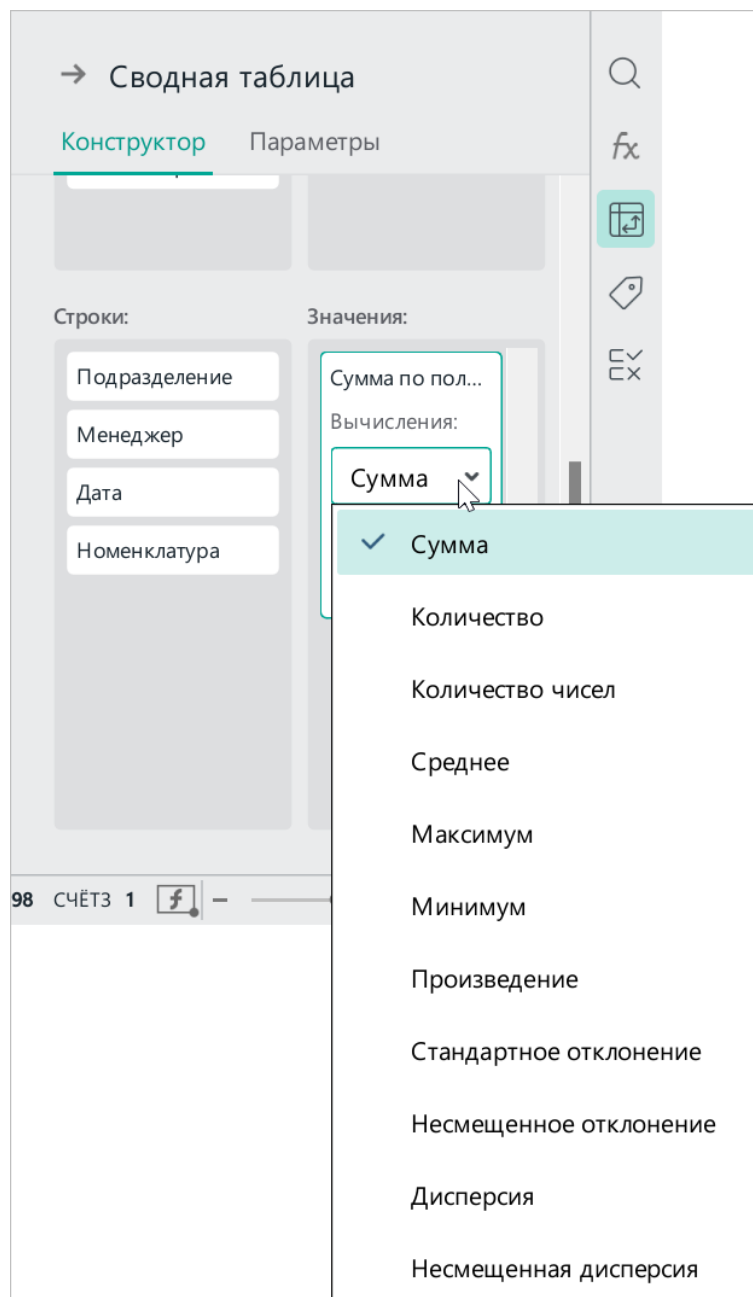 Сводная таблица
Конструктор Параметры
Строки:
Подразделение
Менеджер
Дата
Номенклатура
Значения:
Сумма по пол...
Вычисления:
Сумма
Сумма
Количество
Количество чисел
Среднее
Максимум
Минимум
Произведение
Стандартное отклонение
Несмещенное отклонение
Дисперсия
Несмещенная дисперсия
98 СЧЁТЗ 1
fx